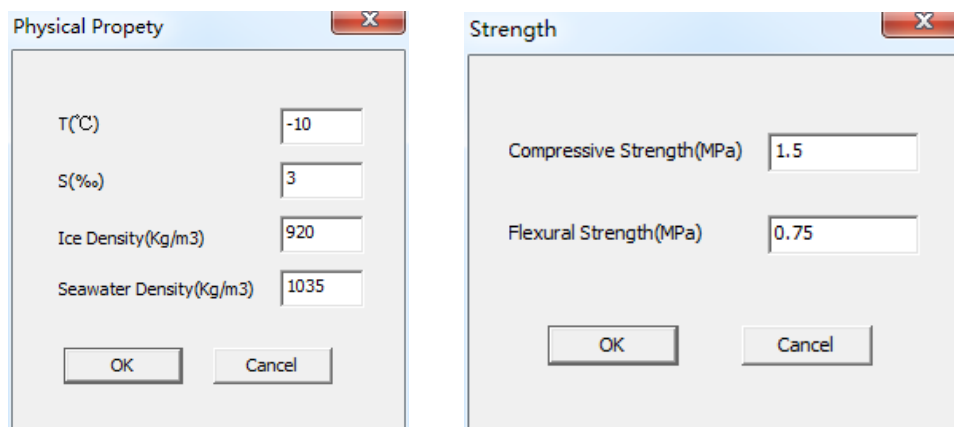 Physical Propety
T(℃)
-10
S(‰)
3
Ice Density(Kg/m3)
920
Seawater Density(Kg/m3)
1035
OK
Cancel
Strength
Compressive Strength(MPa)
1.5
Flexural Strength(MPa)
0.75
OK
Cancel